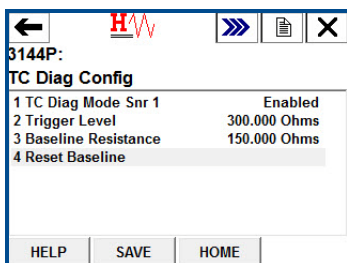 H
3144P:
TC Diag Config
1 TC Diag Mode Snr 1 Enabled
2 Trigger Level 300.000 Ohms
3 Baseline Resistance 150.000 Ohms
4 Reset Baseline
HELP SAVE HOME